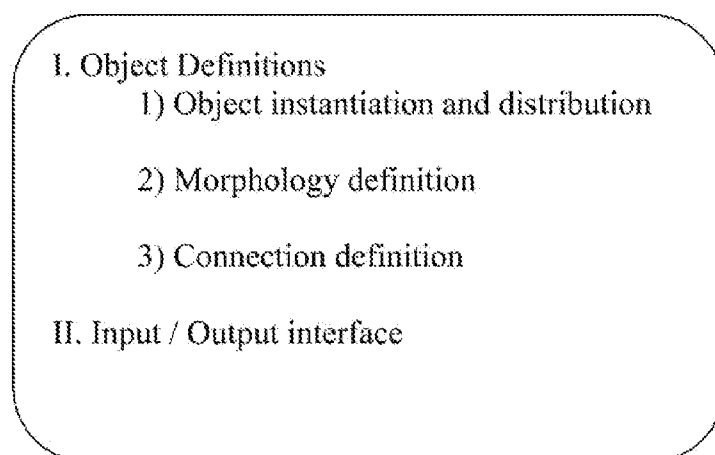 I. Object Definitions
1) Object instantiation and distribution
2) Morphology definition
3) Connection definition
II. Input / Output interface